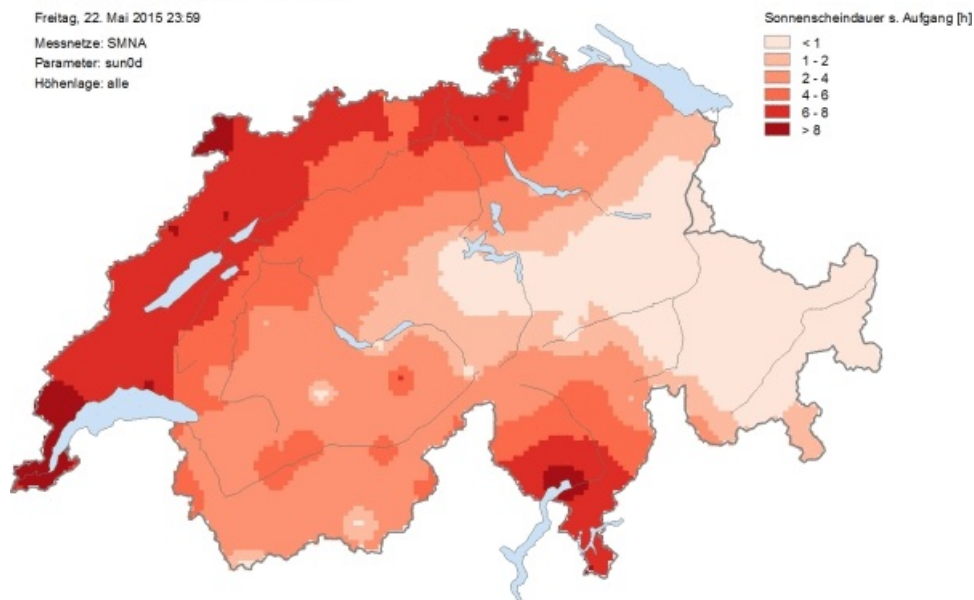 Freitag, 22. Mai 2015 23:59
Messnetze: SMNA
Parameter: sun0d
Höhenlage: alle
Sonnenscheindauer s. Aufgang [h]
< 1
1 - 2
2 - 4
4 - 6
6 - 8
> 8